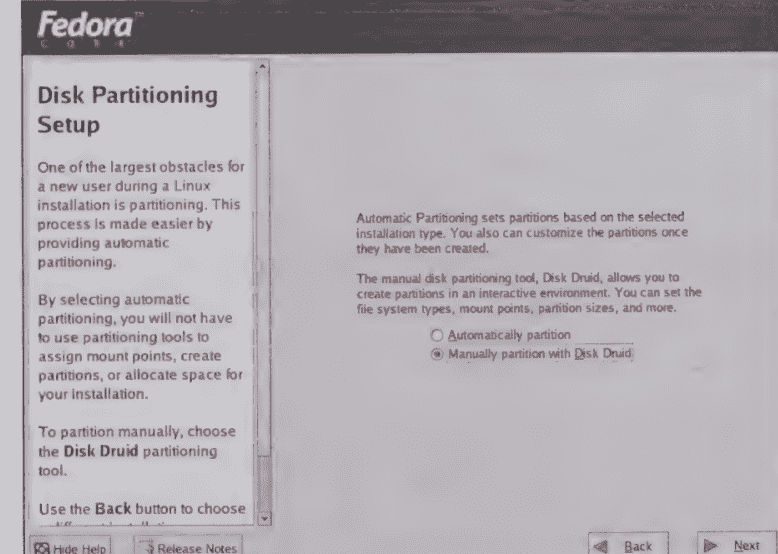 Fedora
C O R E
Disk Partitioning
Setup
One of the largest obstacles for
a new user during a Linux
installation is partitioning. This
process is made easier by
providing automatic
partitioning.
By selecting automatic
partitioning, you will not have
to use partitioning tools to
assign mount points, create
partitions, or allocate space for
your installation.
To partition manually, choose
the Disk Druid partitioning
tool.
Use the Back button to choose
Automatic Partitioning sets partitions based on the selected
installation type. You also can customize the partitions once
they have been created.
The manual disk partitioning tool, Disk Druid, allows you to
create partitions in an interactive environment. You can set the
file system types, mount points, partition sizes, and more.
Automatically partition
Manually partition with Disk Druid
Hide Help
Release Notes
Back
Next